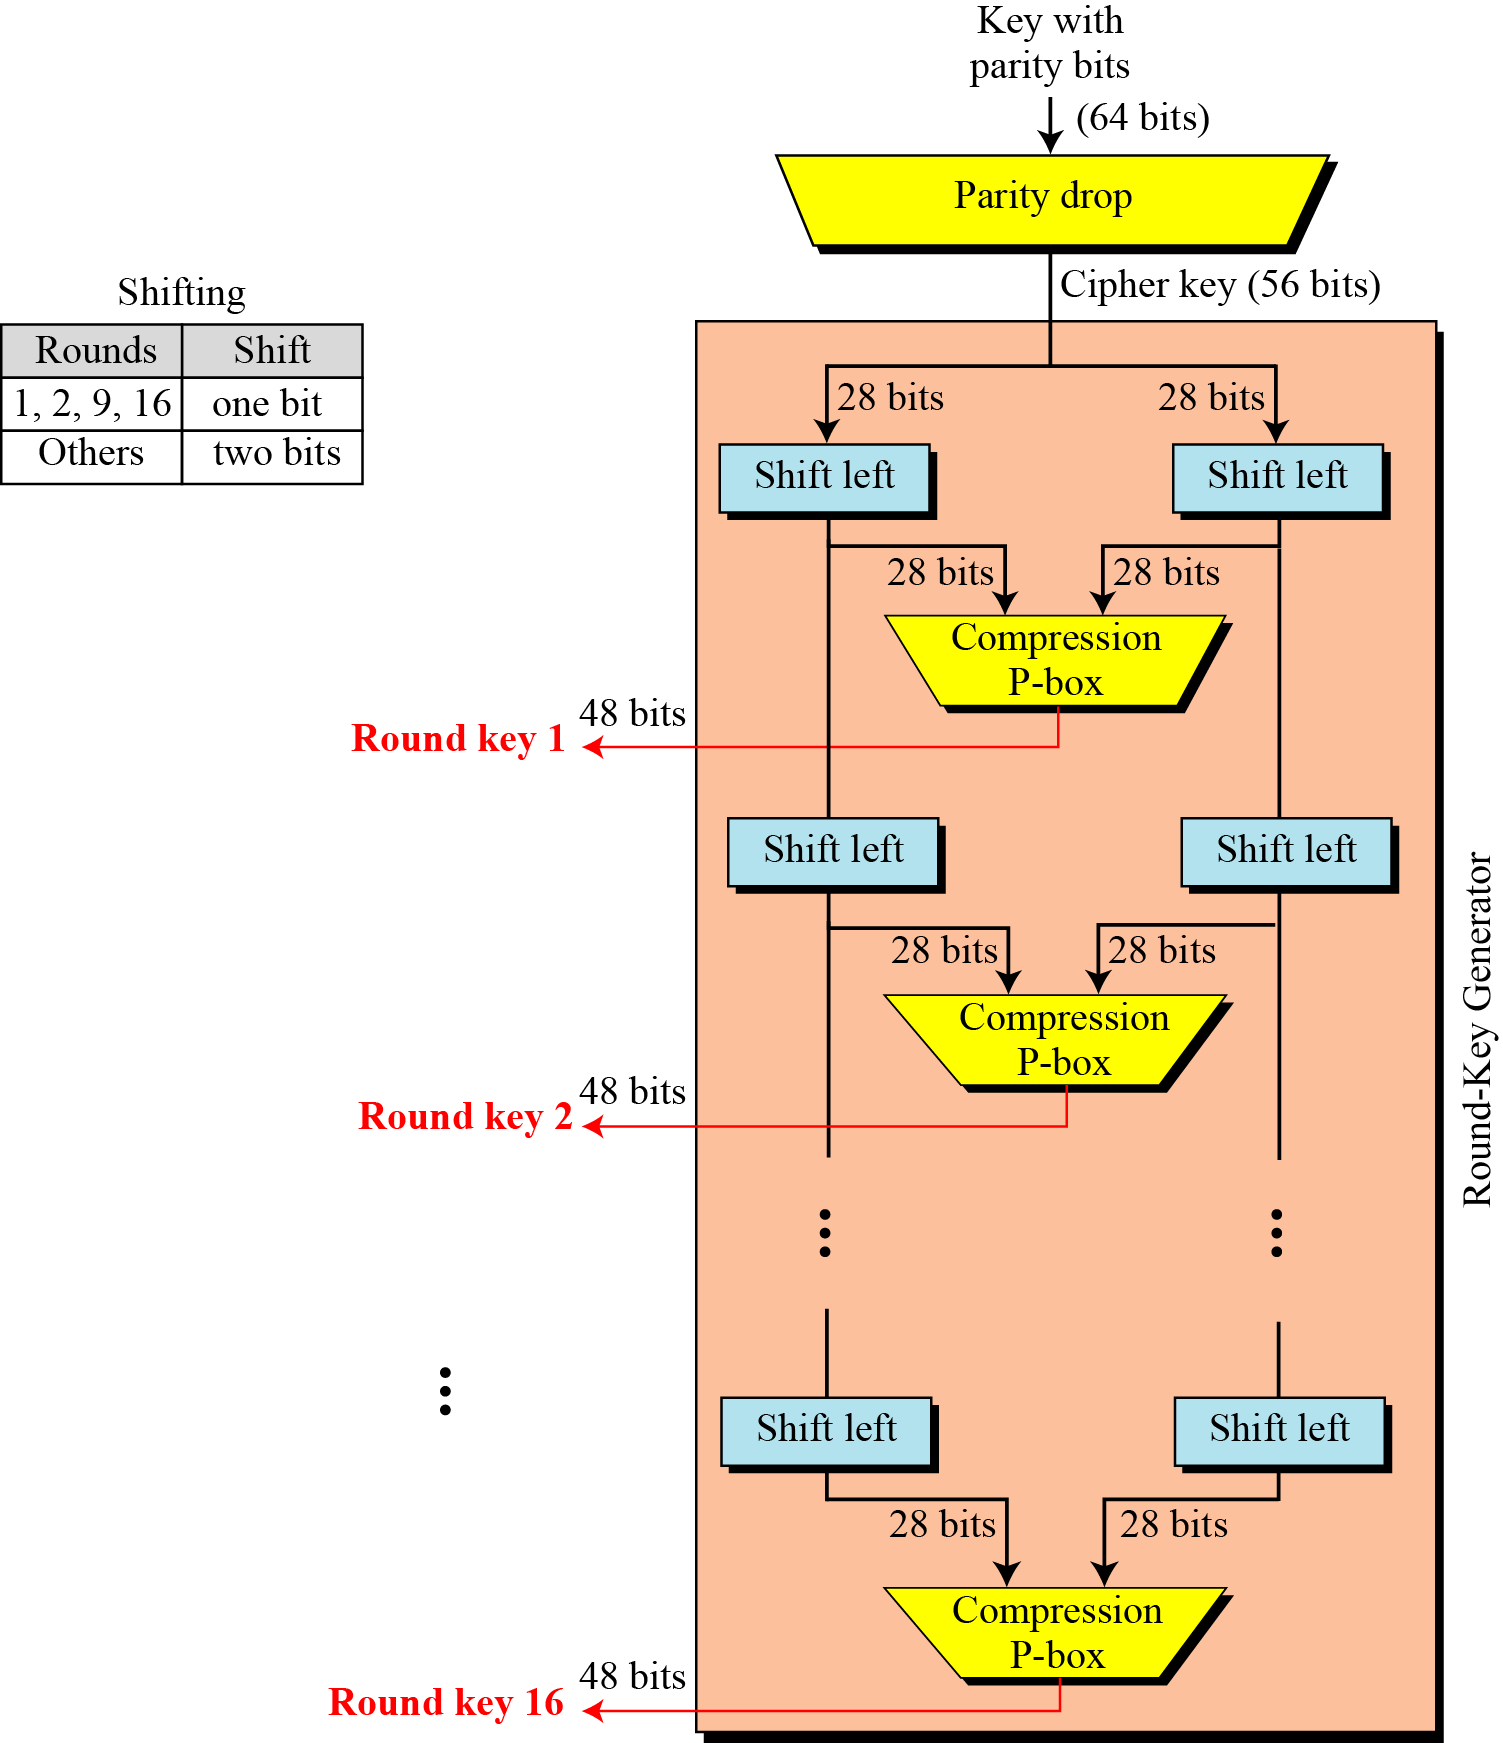 Key with
parity bits
(64 bits)
Parity drop
Cipher key (56 bits)
Shifting
Rounds Shift
1, 2, 9, 16 one bit
Others two bits
28 bits 28 bits
Shift left Shift left
28 bits 28 bits
Compression
P-box
48 bits
Round key 1
Shift left Shift left
28 bits 28 bits
Compression
P-box
48 bits
Round key 2
Round-Key Generator
Shift left Shift left
28 bits 28 bits
Compression
P-box
48 bits
Round key 16